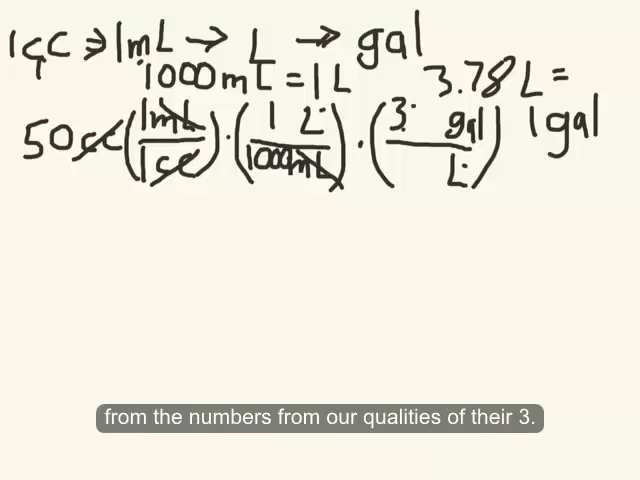 1cc → 1mL → L → gal
1000mL = 1L 3.78L =
50cc (1mL/1cc) · (1 L/1000mL) · (3. gal/L) 1gal
from the numbers from our qualities of their 3.